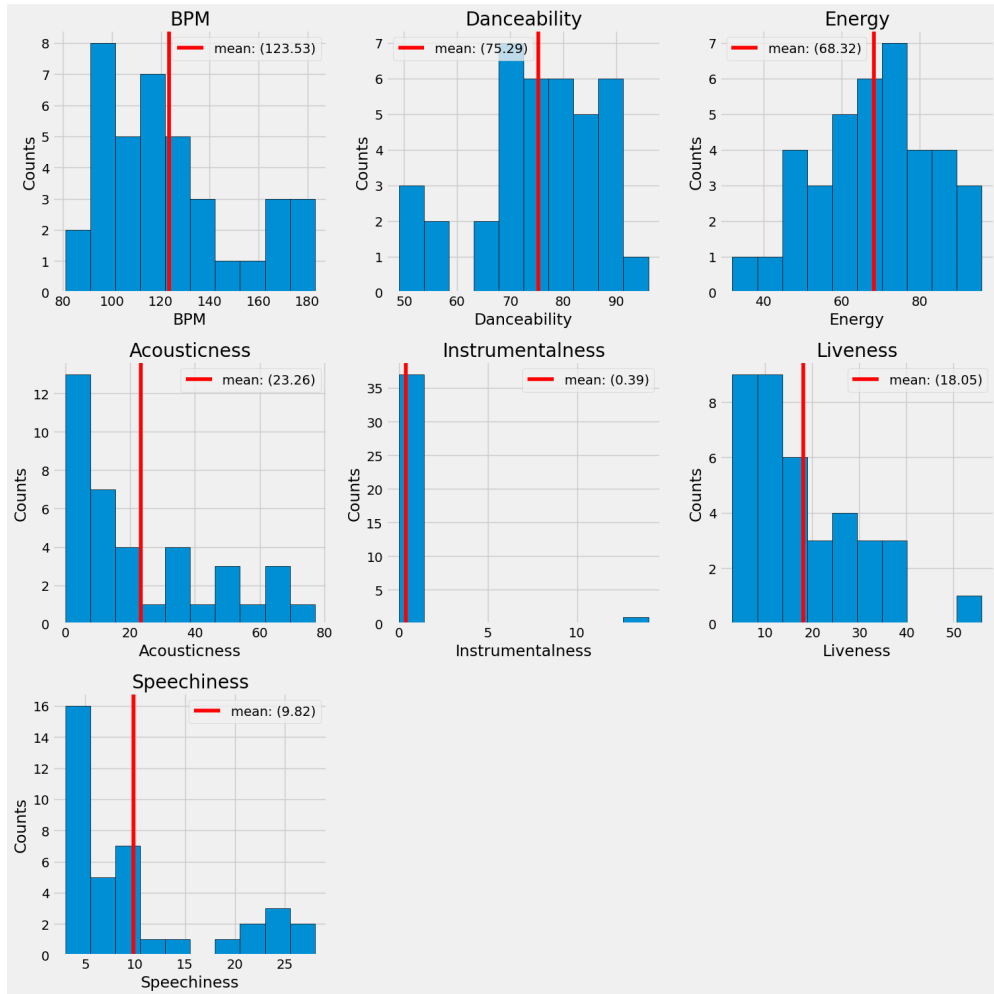 BPM
mean: (123.53)
8
7
6
5
4
3
2
1
0
Counts
80 100 120 140 160 180
BPM
Danceability
mean: (75.29)
7
6
5
4
3
2
1
0
Counts
50 60 70 80 90
Danceability
Energy
mean: (68.32)
7
6
5
4
3
2
1
0
Counts
40 60 80
Energy
Acousticness
mean: (23.26)
12
10
8
6
4
2
0
Counts
0 20 40 60 80
Acousticness
Instrumentalness
mean: (0.39)
35
30
25
20
15
10
5
0
Counts
0 5 10
Instrumentalness
Liveness
mean: (18.05)
8
6
4
2
0
Counts
10 20 30 40 50
Liveness
Speechiness
mean: (9.82)
16
14
12
10
8
6
4
2
0
Counts
5 10 15 20 25
Speechiness